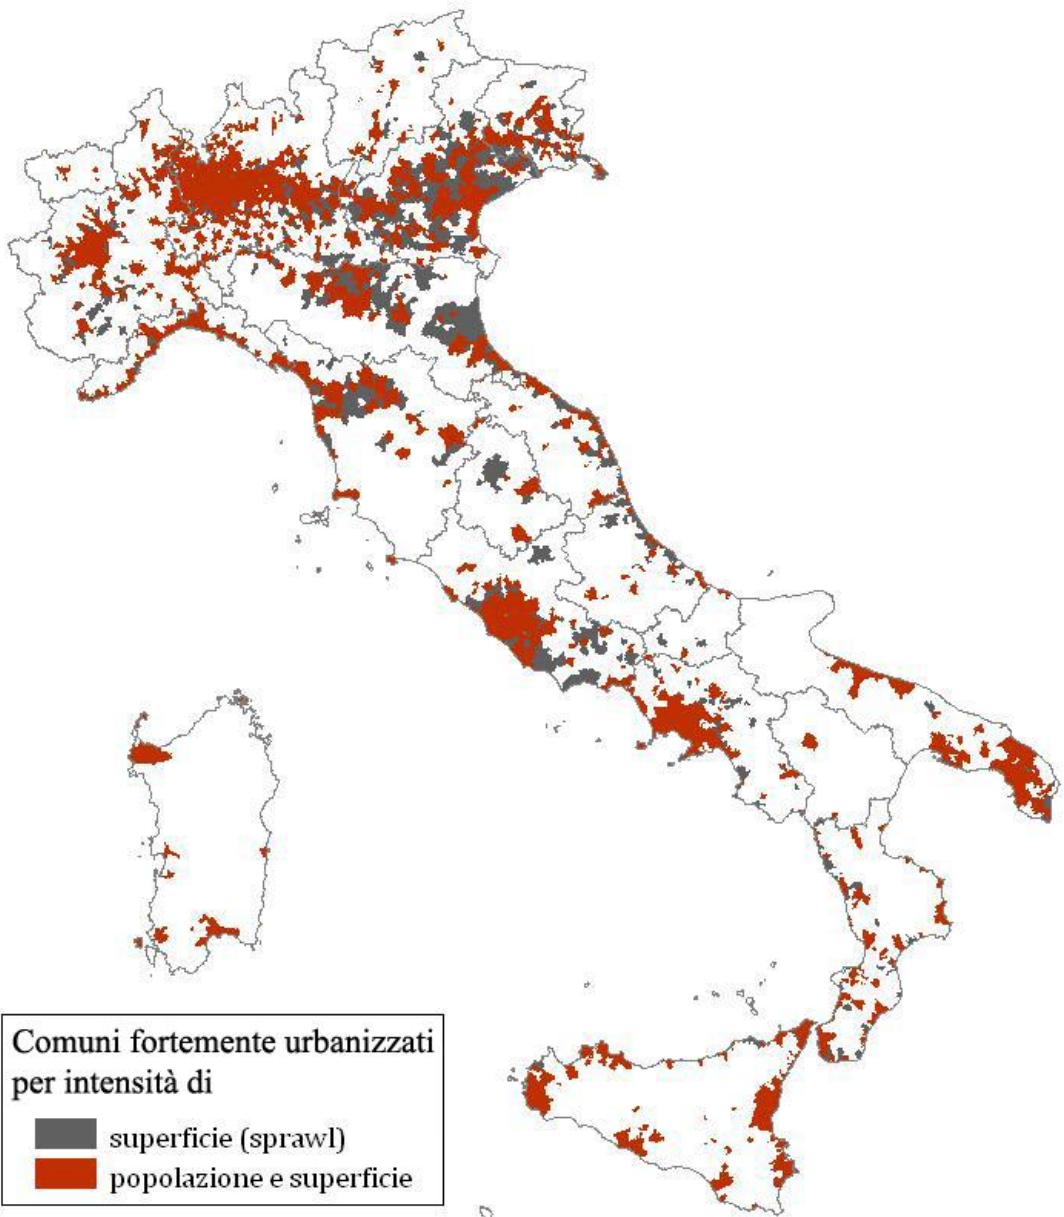 Comuni fortemente urbanizzati
per intensità di
superficie (sprawl)
popolazione e superficie